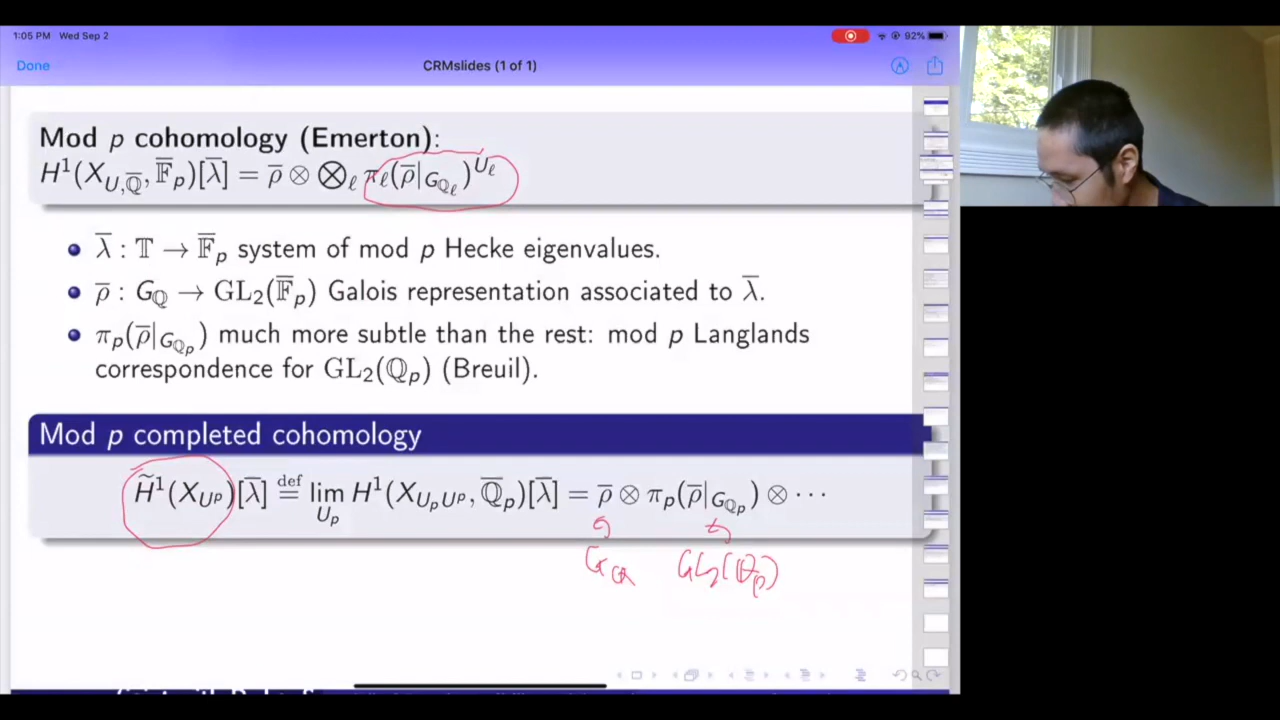 1:05 PM Wed Sep 2
92%
Done
CRMslides (1 of 1)
Mod p cohomology (Emerton):
H¹(X_{U,ℚ̄}, 𝔽̄_p)[λ̄] = ρ̄ ⊗ ⊗_ℓ π_ℓ(ρ̄|_{G_{ℚ_ℓ}})^{U_ℓ}
• λ̄ : 𝕋 → 𝔽̄_p system of mod p Hecke eigenvalues.
• ρ̄ : G_ℚ → GL₂(𝔽̄_p) Galois representation associated to λ̄.
• π_p(ρ̄|_{G_{ℚ_p}}) much more subtle than the rest: mod p Langlands
correspondence for GL₂(ℚ_p) (Breuil).
Mod p completed cohomology
H̃¹(X_{U^p})[λ̄] ≝ lim_{U_p} H¹(X_{U_pU^p}, ℚ̄_p)[λ̄] = ρ̄ ⊗ π_p(ρ̄|_{G_{ℚ_p}}) ⊗ ···
G_ℚ GL₂(ℚ_p)